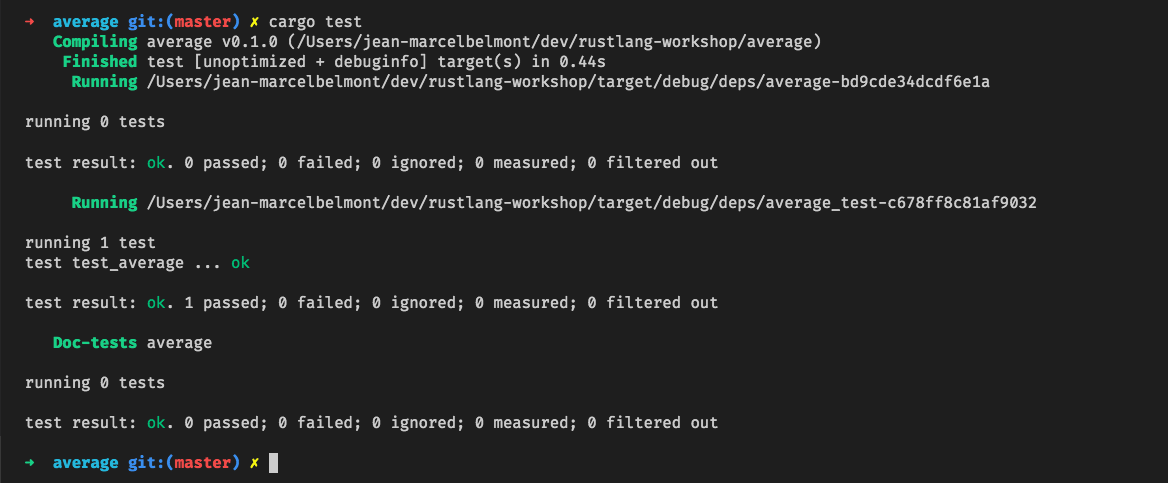 ➜ average git:(master) ✗ cargo test
Compiling average v0.1.0 (/Users/jean-marcelbelmont/dev/rustlang-workshop/average)
Finished test [unoptimized + debuginfo] target(s) in 0.44s
Running /Users/jean-marcelbelmont/dev/rustlang-workshop/target/debug/deps/average-bd9cde34dcdf6e1a
running 0 tests
test result: ok. 0 passed; 0 failed; 0 ignored; 0 measured; 0 filtered out
Running /Users/jean-marcelbelmont/dev/rustlang-workshop/target/debug/deps/average_test-c678ff8c81af9032
running 1 test
test test_average ... ok
test result: ok. 1 passed; 0 failed; 0 ignored; 0 measured; 0 filtered out
Doc-tests average
running 0 tests
test result: ok. 0 passed; 0 failed; 0 ignored; 0 measured; 0 filtered out
➜ average git:(master) ✗